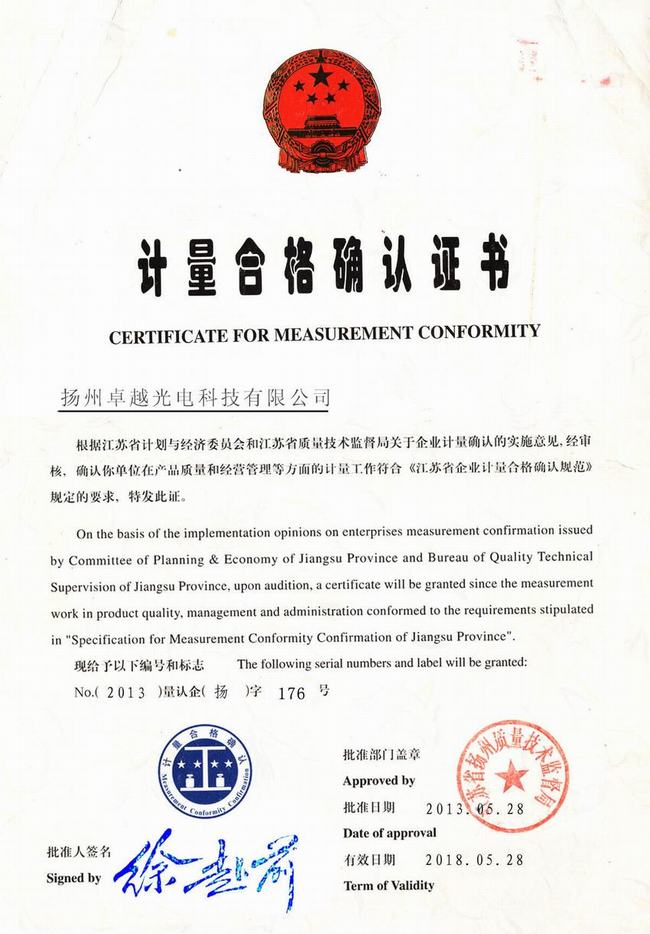 计量合格确认证书
CERTIFICATE FOR MEASUREMENT CONFORMITY
扬州卓越光电科技有限公司
根据江苏省计划与经济委员会和江苏省质量技术监督局关于企业计量确认的实施意见,经审
核，确认你单位在产品质量和经营管理等方面的计量工作符合《江苏省企业计量合格确认规范》
规定的要求，特发此证。
On the basis of the implementation opinions on enterprises measurement confirmation issued
by Committee of Planning & Economy of Jiangsu Province and Bureau of Quality Technical
Supervision of Jiangsu Province, upon audition, a certificate will be granted since the measurement
work in product quality, management and administration conformed to the requirements stipulated
in "Specification for Measurement Conformity Confirmation of Jiangsu Province".
现给予以下编号和标志 The following serial numbers and label will be granted:
No.( 2013 )量认企( 扬 )字 176 号
计量合格确认
Measurement Conformity Confirmation
批准部门盖章
Approved by
江苏省扬州质量技术监督局
批准日期 2013.05.28
Date of approval
批准人签名
Signed by
有效日期 2018.05.28
Term of Validity